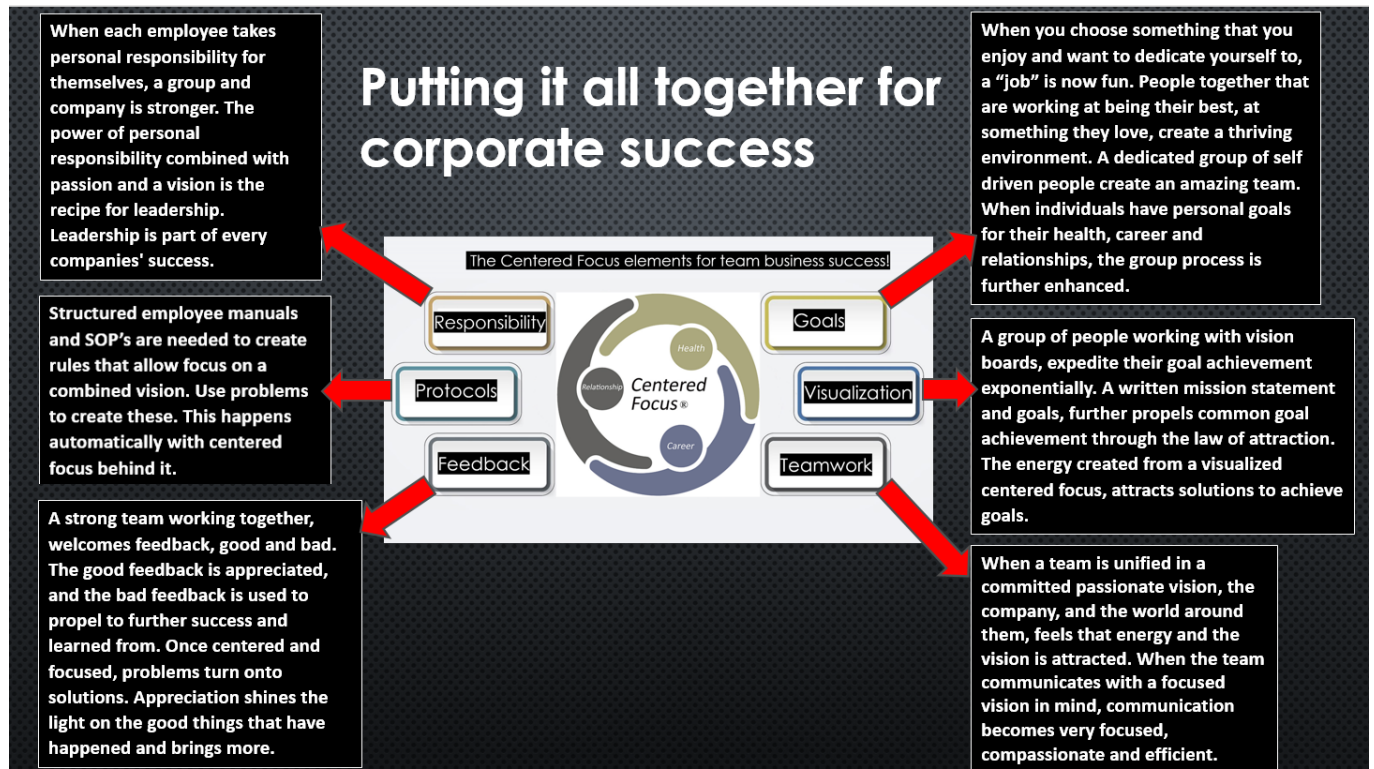 Putting it all together for
corporate success
When each employee takes
personal responsibility for
themselves, a group and
company is stronger. The
power of personal
responsibility combined with
passion and a vision is the
recipe for leadership.
Leadership is part of every
companies' success.
Structured employee manuals
and SOP's are needed to create
rules that allow focus on a
combined vision. Use problems
to create these. This happens
automatically with centered
focus behind it.
A strong team working together,
welcomes feedback, good and bad.
The good feedback is appreciated,
and the bad feedback is used to
propel to further success and
learned from. Once centered and
focused, problems turn onto
solutions. Appreciation shines the
light on the good things that have
happened and brings more.
The Centered Focus elements for team business success!
Responsibility
Protocols
Feedback
Health
Relationship
Centered
Focus®
Career
Goals
Visualization
Teamwork
When you choose something that you
enjoy and want to dedicate yourself to,
a “job” is now fun. People together that
are working at being their best, at
something they love, create a thriving
environment. A dedicated group of self
driven people create an amazing team.
When individuals have personal goals
for their health, career and
relationships, the group process is
further enhanced.
A group of people working with vision
boards, expedite their goal achievement
exponentially. A written mission statement
and goals, further propels common goal
achievement through the law of attraction.
The energy created from a visualized
centered focus, attracts solutions to achieve
goals.
When a team is unified in a
committed passionate vision, the
company, and the world around
them, feels that energy and the
vision is attracted. When the team
communicates with a focused
vision in mind, communication
becomes very focused,
compassionate and efficient.